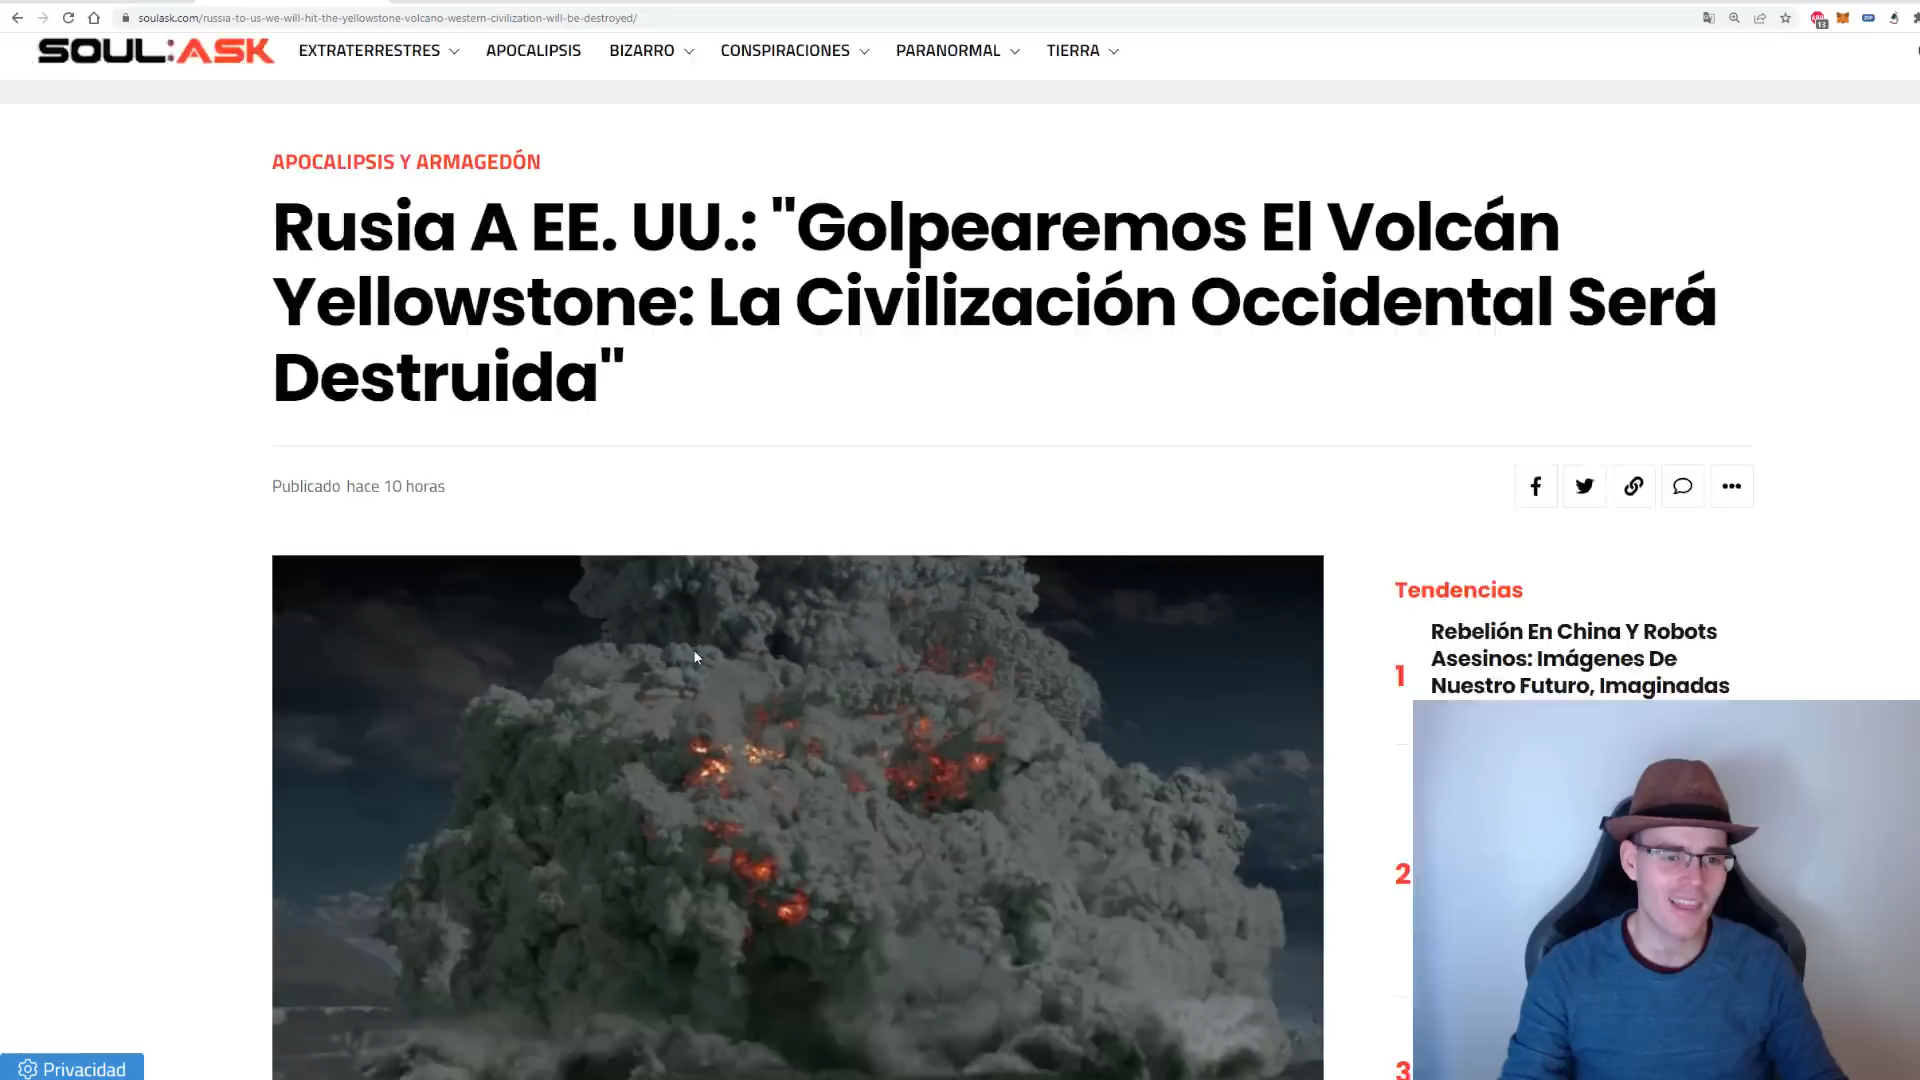 soulask.com/russia-to-us-we-will-hit-the-yellowstone-volcano-western-civilization-will-be-destroyed/
13
SOUL:ASK
EXTRATERRESTRES
APOCALIPSIS
BIZARRO
CONSPIRACIONES
PARANORMAL
TIERRA
APOCALIPSIS Y ARMAGEDÓN
Rusia A EE. UU.: "Golpearemos El Volcán
Yellowstone: La Civilización Occidental Será
Destruida"
Publicado hace 10 horas
Tendencias
1
Rebelión En China Y Robots
Asesinos: Imágenes De
Nuestro Futuro, Imaginadas
2
3
Privacidad